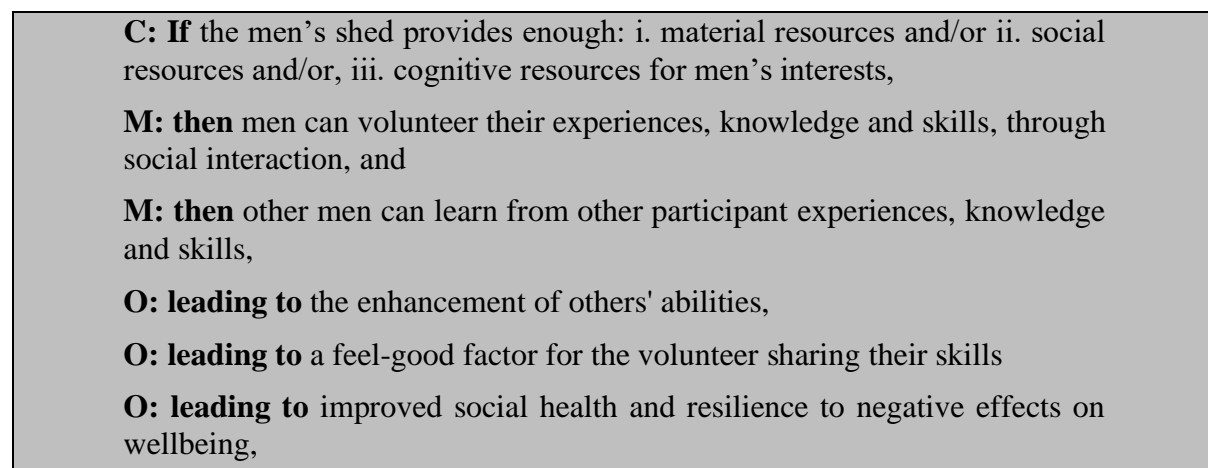 C: If the men’s shed provides enough: i. material resources and/or ii. social
resources and/or, iii. cognitive resources for men’s interests,
M: then men can volunteer their experiences, knowledge and skills, through
social interaction, and
M: then other men can learn from other participant experiences, knowledge
and skills,
O: leading to the enhancement of others' abilities,
O: leading to a feel-good factor for the volunteer sharing their skills
O: leading to improved social health and resilience to negative effects on
wellbeing,